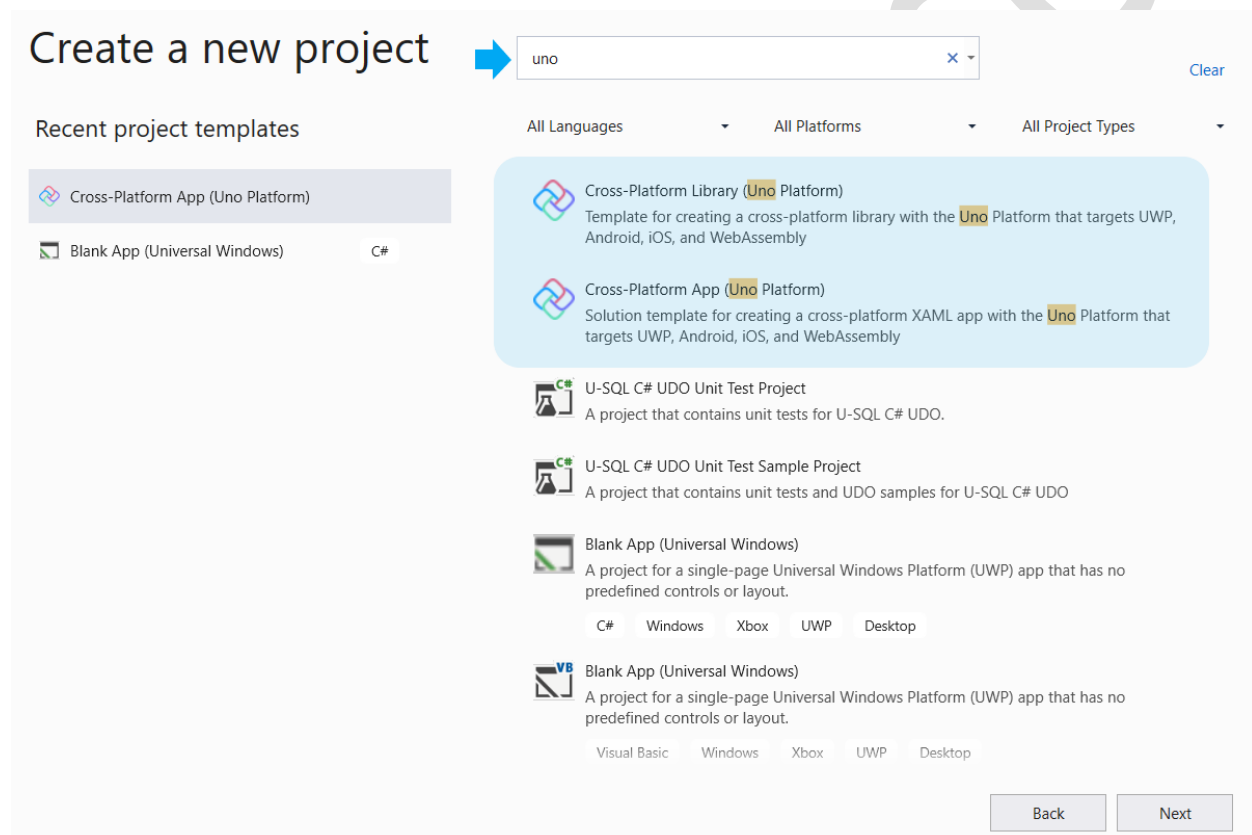 Create a new project
uno
Clear
Recent project templates
All Languages
All Platforms
All Project Types
Cross-Platform App (Uno Platform)
Blank App (Universal Windows)
C#
Cross-Platform Library (Uno Platform)
Template for creating a cross-platform library with the Uno Platform that targets UWP,
Android, iOS, and WebAssembly
Cross-Platform App (Uno Platform)
Solution template for creating a cross-platform XAML app with the Uno Platform that
targets UWP, Android, iOS, and WebAssembly
C#
U-SQL C# UDO Unit Test Project
A project that contains unit tests for U-SQL C# UDO.
C#
U-SQL C# UDO Unit Test Sample Project
A project that contains unit tests and UDO samples for U-SQL C# UDO
Blank App (Universal Windows)
A project for a single-page Universal Windows Platform (UWP) app that has no
predefined controls or layout.
C# Windows Xbox UWP Desktop
VB
Blank App (Universal Windows)
A project for a single-page Universal Windows Platform (UWP) app that has no
predefined controls or layout.
Visual Basic Windows Xbox UWP Desktop
Back
Next